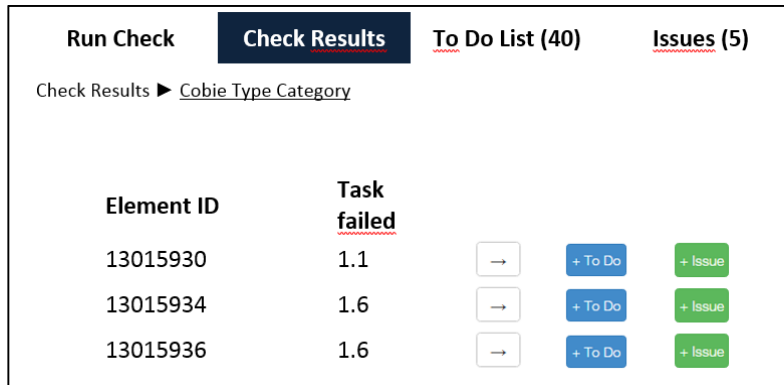 Run Check Check Results To Do List (40) Issues (5)
Check Results ► Cobie Type Category
Element ID Task failed
13015930 1.1 → + To Do + Issue
13015934 1.6 → + To Do + Issue
13015936 1.6 → + To Do + Issue